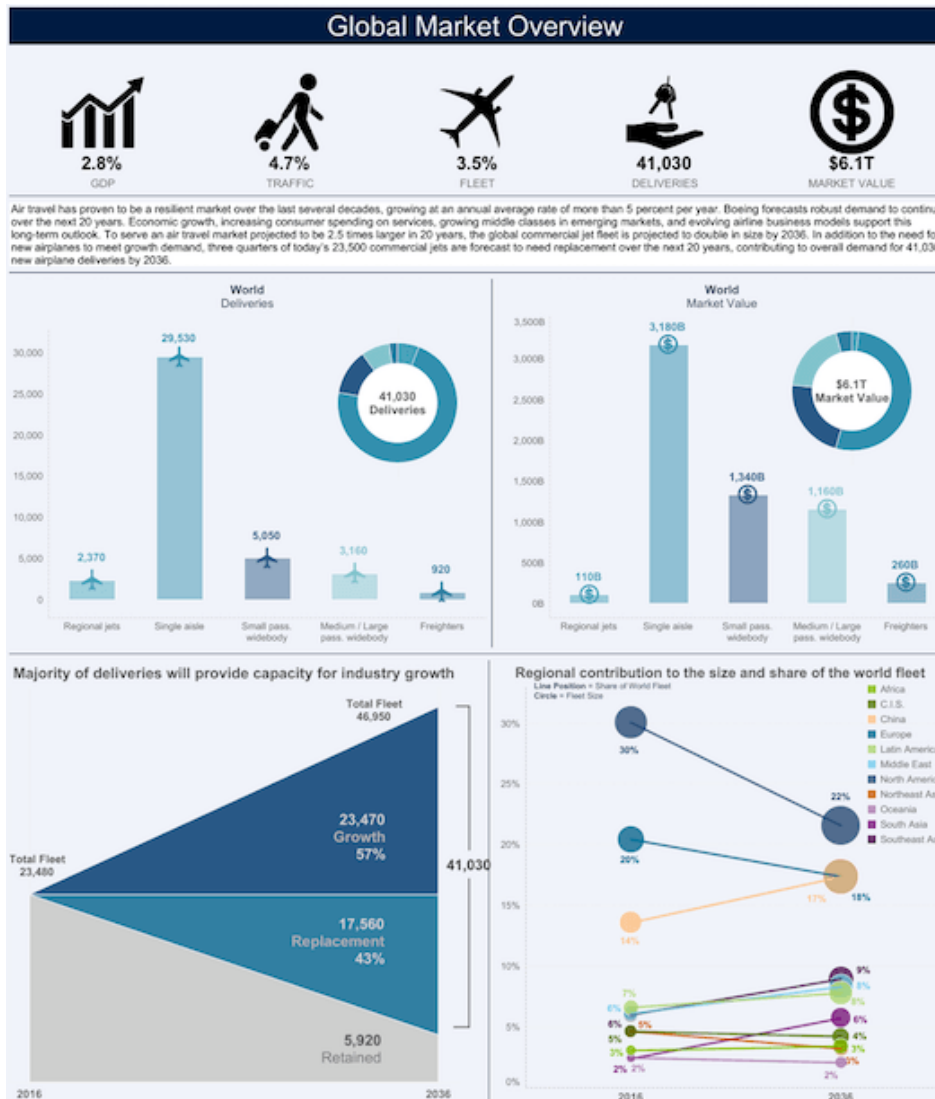 Global Market Overview
2.8%
GDP
4.7%
TRAFFIC
3.5%
FLEET
41,030
DELIVERIES
$6.1T
MARKET VALUE
Air travel has proven to be a resilient market over the last several decades, growing at an annual average rate of more than 5 percent per year. Boeing forecasts robust demand to continu
over the next 20 years. Economic growth, increasing consumer spending on services, growing middle classes in emerging markets, and evolving airline business models support this
long-term outlook. To serve an air travel market projected to be 2.5 times larger in 20 years, the global commercial jet fleet is projected to double in size by 2036. In addition to the need fo
new airplanes to meet growth demand, three quarters of today's 23,500 commercial jets are forecast to need replacement over the next 20 years, contributing to overall demand for 41,03
new airplane deliveries by 2036.
World
Deliveries
30,000
25,000
20,000
15,000
10,000
5,000
0
2,370
29,530
5,050
3,160
920
41,030
Deliveries
Regional jets
Single aisle
Small pass.
widebody
Medium / Large
pass. widebody
Freighters
World
Market Value
3,500B
3,000B
2,500B
2,000B
1,500B
1,000B
500B
0B
110B
3,180B
1,340B
1,160B
260B
$6.1T
Market Value
Regional jets
Single aisle
Small pass.
widebody
Medium / Large
pass. widebody
Freighters
Majority of deliveries will provide capacity for industry growth
Total Fleet
46,950
23,470
Growth
57%
Total Fleet
23,480
41,030
17,560
Replacement
43%
5,920
Retained
2016
2036
Regional contribution to the size and share of the world fleet
Line Position = Share of World Fleet
Circle = Fleet Size
Africa
C.I.S.
China
Europe
Latin Americ
Middle East
North Americ
Northeast As
Oceania
South Asia
Southeast As
30%
25%
20%
15%
10%
5%
0%
30%
22%
20%
18%
17%
14%
9%
8%
7%
8%
6%
6%
5%
6%
5%
4%
3%
3%
3%
2%
2%
2%
2016
2036